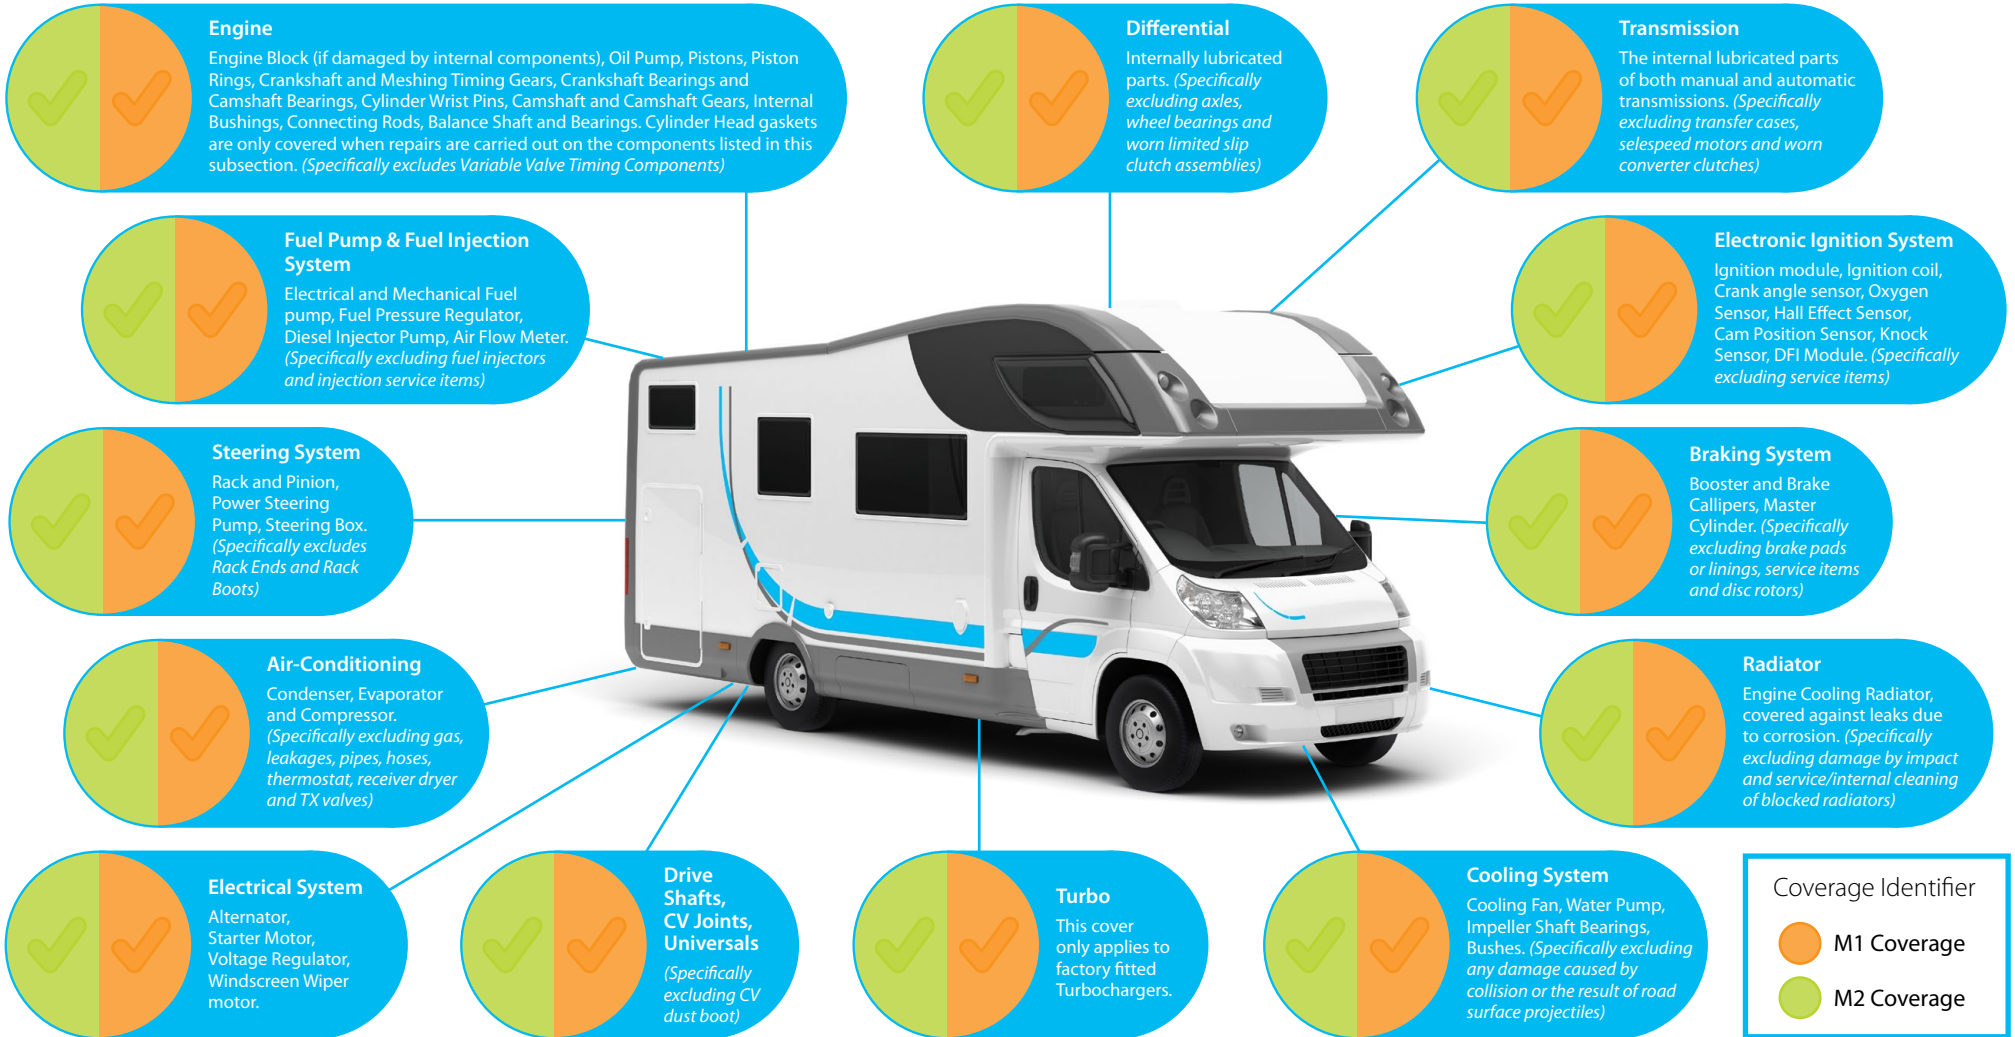 Engine
Engine Block (if damaged by internal components), Oil Pump, Pistons, Piston
Rings, Crankshaft and Meshing Timing Gears, Crankshaft Bearings and
Camshaft Bearings, Cylinder Wrist Pins, Camshaft and Camshaft Gears, Internal
Bushings, Connecting Rods, Balance Shaft and Bearings. Cylinder Head gaskets
are only covered when repairs are carried out on the components listed in this
subsection. (Specifically excludes Variable Valve Timing Components)
Differential
Internally lubricated
parts. (Specifically
excluding axles,
wheel bearings and
worn limited slip
clutch assemblies)
Transmission
The internal lubricated parts
of both manual and automatic
transmissions. (Specifically
excluding transfer cases,
selespeed motors and worn
converter clutches)
Fuel Pump & Fuel Injection
System
Electrical and Mechanical Fuel
pump, Fuel Pressure Regulator,
Diesel Injector Pump, Air Flow Meter.
(Specifically excluding fuel injectors
and injection service items)
Electronic Ignition System
Ignition module, Ignition coil,
Crank angle sensor, Oxygen
Sensor, Hall Effect Sensor,
Cam Position Sensor, Knock
Sensor, DFI Module. (Specifically
excluding service items)
Steering System
Rack and Pinion,
Power Steering
Pump, Steering Box.
(Specifically excludes
Rack Ends and Rack
Boots)
Braking System
Booster and Brake
Callipers, Master
Cylinder. (Specifically
excluding brake pads
or linings, service items
and disc rotors)
Air-Conditioning
Condenser, Evaporator
and Compressor.
(Specifically excluding gas,
leakages, pipes, hoses,
thermostat, receiver dryer
and TX valves)
Radiator
Engine Cooling Radiator,
covered against leaks due
to corrosion. (Specifically
excluding damage by impact
and service/internal cleaning
of blocked radiators)
Electrical System
Alternator,
Starter Motor,
Voltage Regulator,
Windscreen Wiper
motor.
Drive
Shafts,
CV Joints,
Universals
(Specifically
excluding CV
dust boot)
Turbo
This cover
only applies to
factory fitted
Turbochargers.
Cooling System
Cooling Fan, Water Pump,
Impeller Shaft Bearings,
Bushes. (Specifically excluding
any damage caused by
collision or the result of road
surface projectiles)
Coverage Identifier
M1 Coverage
M2 Coverage